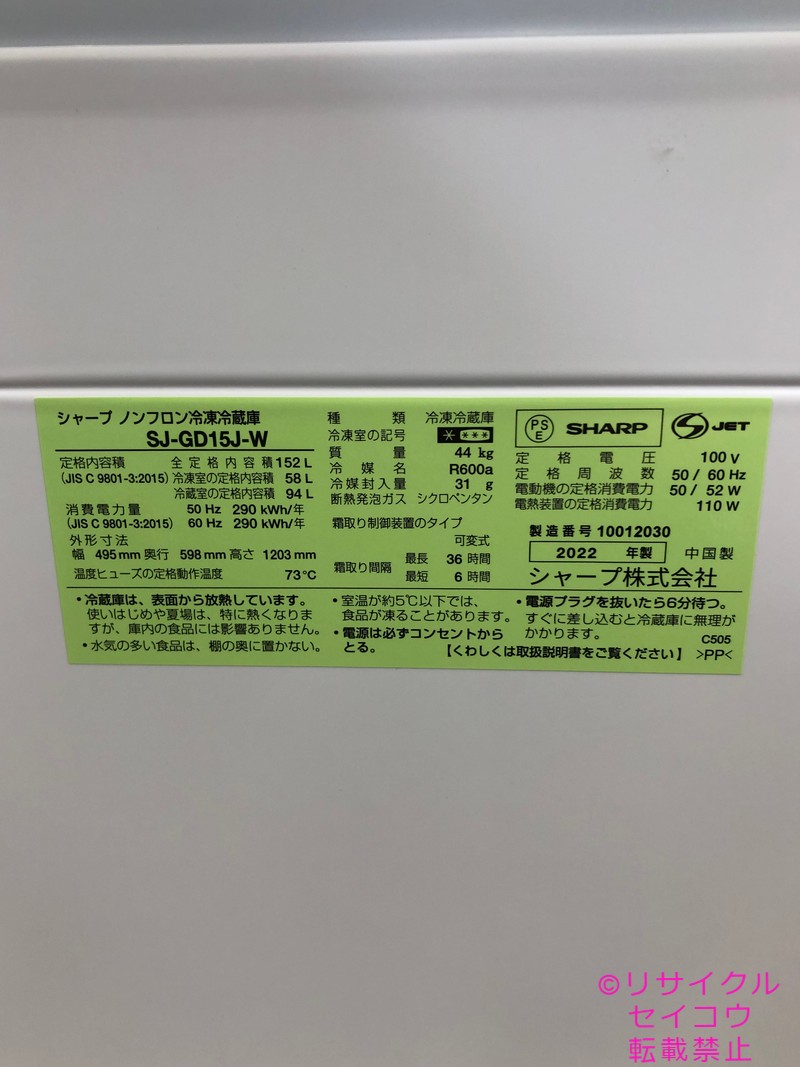 シャープ ノンフロン冷凍冷蔵庫
SJ-GD15J-W
定格内容積 全定格内容積 152 L
(JIS C 9801-3:2015) 冷凍室の定格内容積 58 L
冷蔵室の定格内容積 94 L
消費電力量 50 Hz 290 kWh/年
(JIS C 9801-3:2015) 60 Hz 290 kWh/年
外形寸法
幅 495 mm 奥行 598 mm 高さ 1203 mm
温度ヒューズの定格動作温度 73℃
種類 冷凍冷蔵庫
冷凍室の記号 ＊＊＊＊
質量 44 kg
冷媒名 R600a
冷媒封入量 31 g
断熱発泡ガス シクロペンタン
霜取り制御装置のタイプ
可変式
霜取り間隔 最長 36 時間
最短 6 時間
PS
E
SHARP
S JET
定格電圧 100 V
定格周波数 50 / 60 Hz
電動機の定格消費電力 50 / 52 W
電熱装置の定格消費電力 110 W
製造番号 10012030
2022 年製 中国製
シャープ株式会社
・冷蔵庫は、表面から放熱しています。
使いはじめや夏場は、特に熱くなりま
すが、庫内の食品には影響ありません。
・水気の多い食品は、棚の奥に置かない。
・室温が約5℃以下では、
食品が凍ることがあります。
・電源は必ずコンセントから
とる。
・電源プラグを抜いたら6分待つ。
すぐに差し込むと冷蔵庫に無理が
かかります。
C505
【くわしくは取扱説明書をご覧ください】 >PP<
©リサイクル
セイコウ
転載禁止